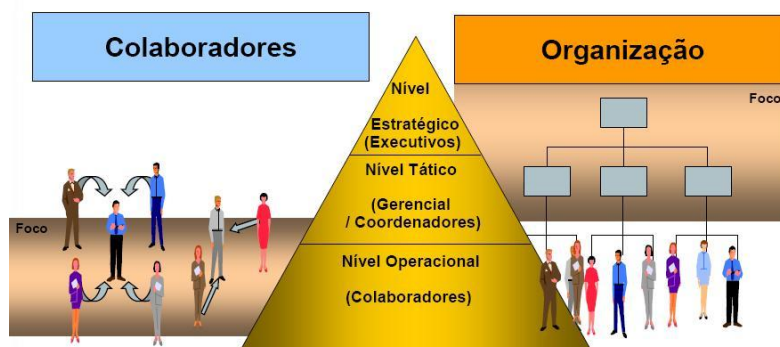 Colaboradores
Organização
Foco
Nível
Estratégico
(Executivos)
Nível Tático
(Gerencial
/ Coordenadores)
Foco
Nível Operacional
(Colaboradores)